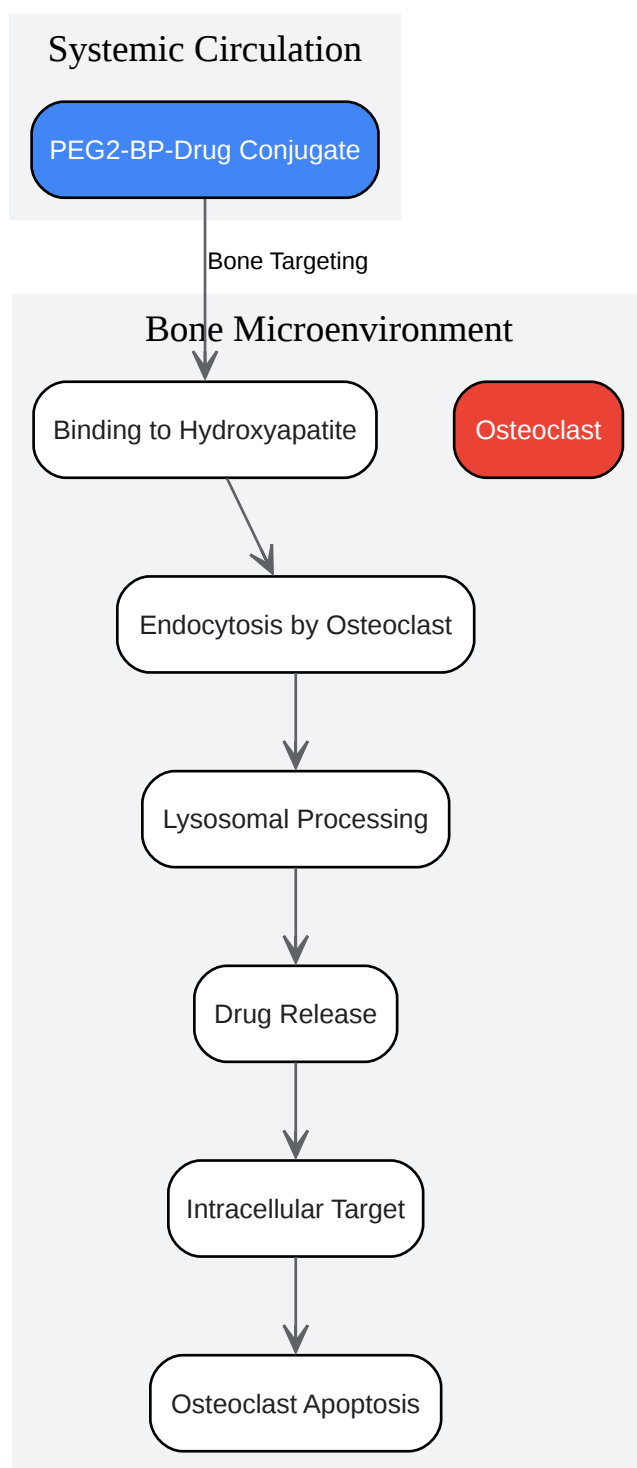 Systemic Circulation
PEG2-BP-Drug Conjugate
Bone Targeting
Bone Microenvironment
Binding to Hydroxyapatite
Osteoclast
Endocytosis by Osteoclast
Lysosomal Processing
Drug Release
Intracellular Target
Osteoclast Apoptosis